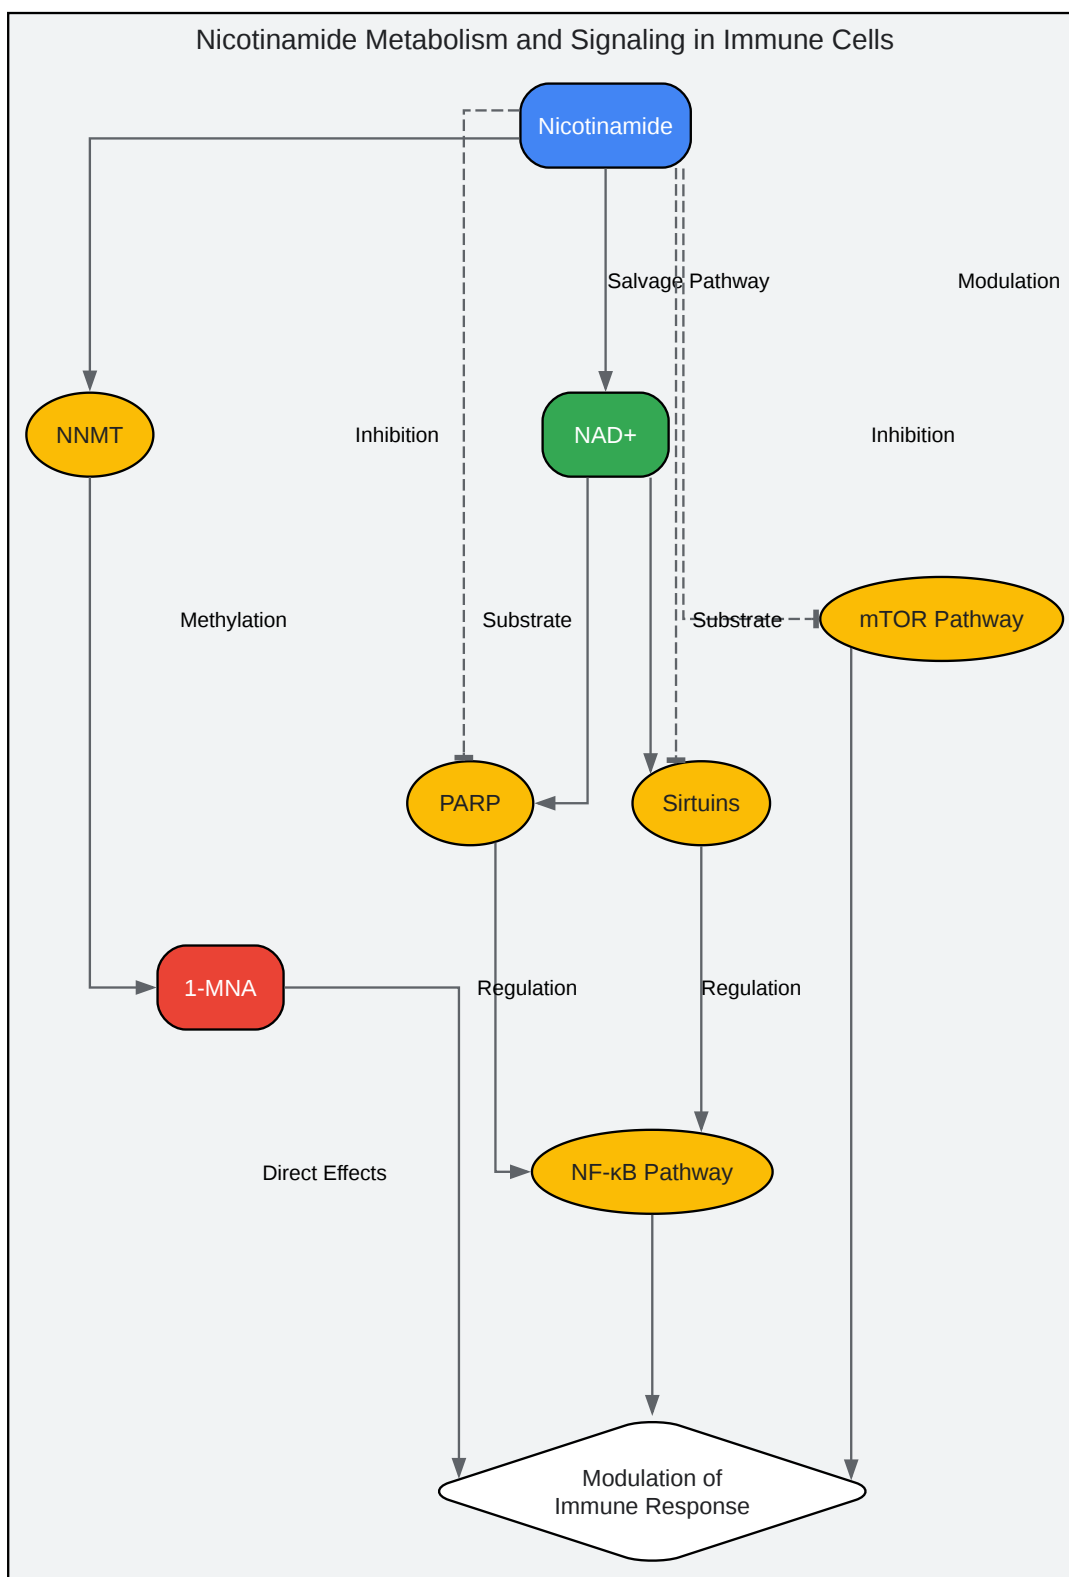 Nicotinamide Metabolism and Signaling in Immune Cells
Nicotinamide
Salvage Pathway
Modulation
NNMT
Inhibition
NAD+
Inhibition
Methylation
Substrate
Substrate
mTOR Pathway
PARP
Sirtuins
1-MNA
Regulation
Regulation
Direct Effects
NF-κB Pathway
Modulation of
Immune Response